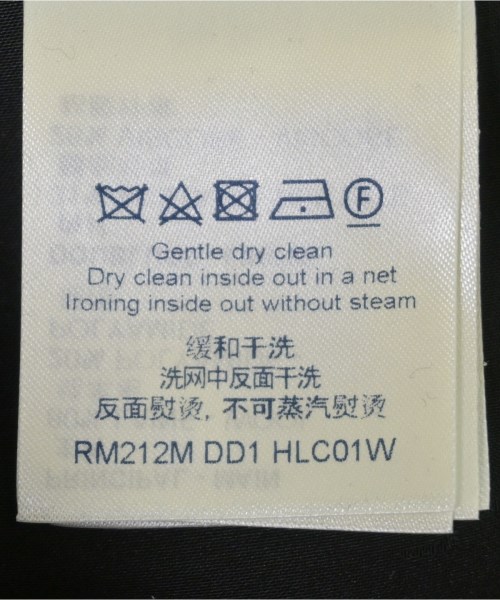 F
Gentle dry clean
Dry clean inside out in a net
Ironing inside out without steam
缓和干洗
洗网中反面干洗
反面熨烫, 不可蒸汽熨烫
RM212M DD1 HLC01W